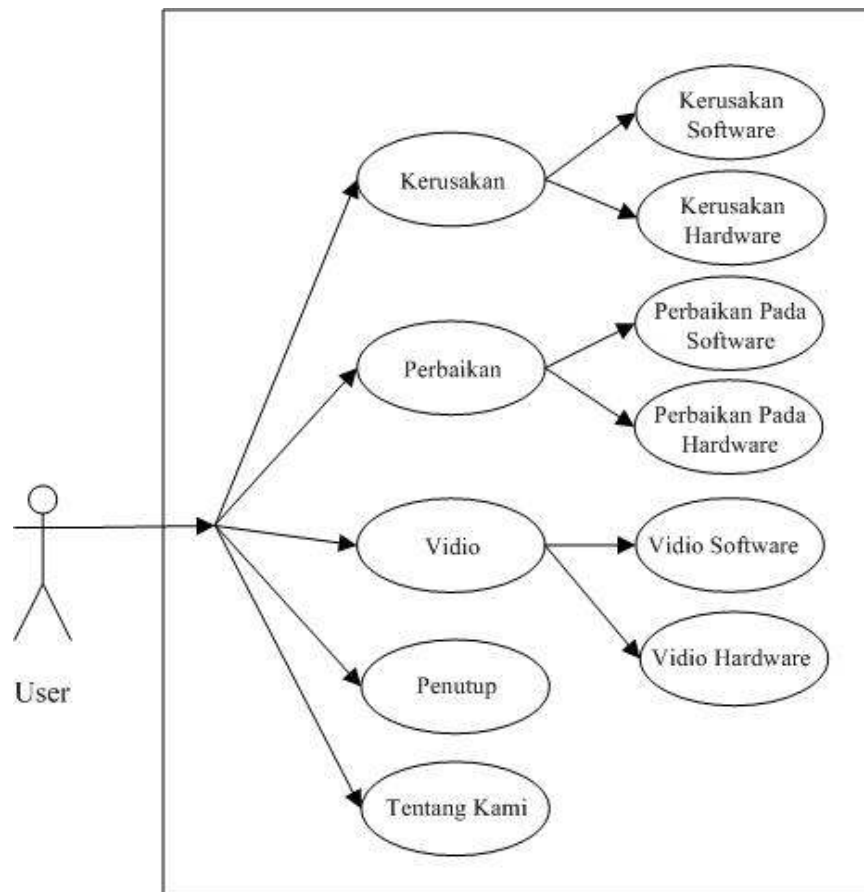 Kerusakan
Software
Kerusakan
Kerusakan
Hardware
Perbaikan Pada
Software
Perbaikan
Perbaikan Pada
Hardware
Vidio
Vidio Software
Vidio Hardware
Penutup
User
Tentang Kami